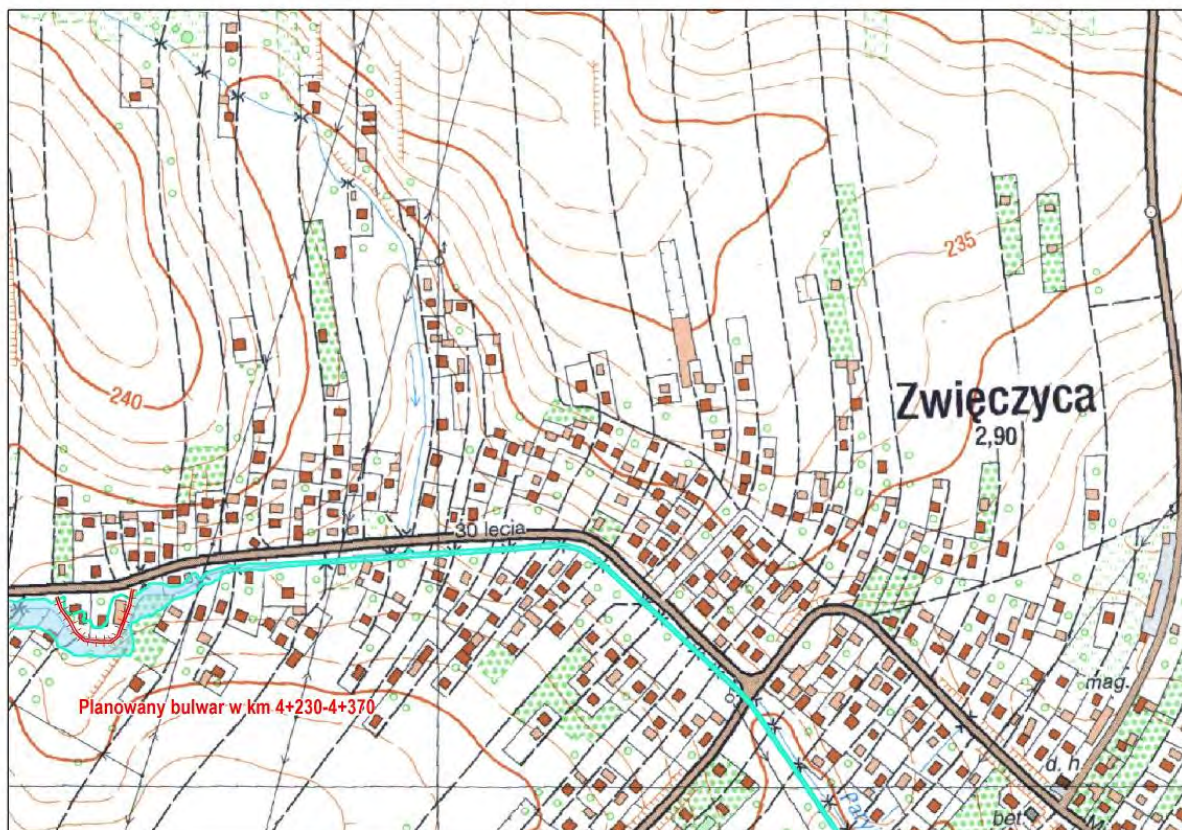 235
Zwięczyca
2,90
240
30 lecia
Planowany bulwar w km 4+230-4+370
mag.
d. h.
bet.